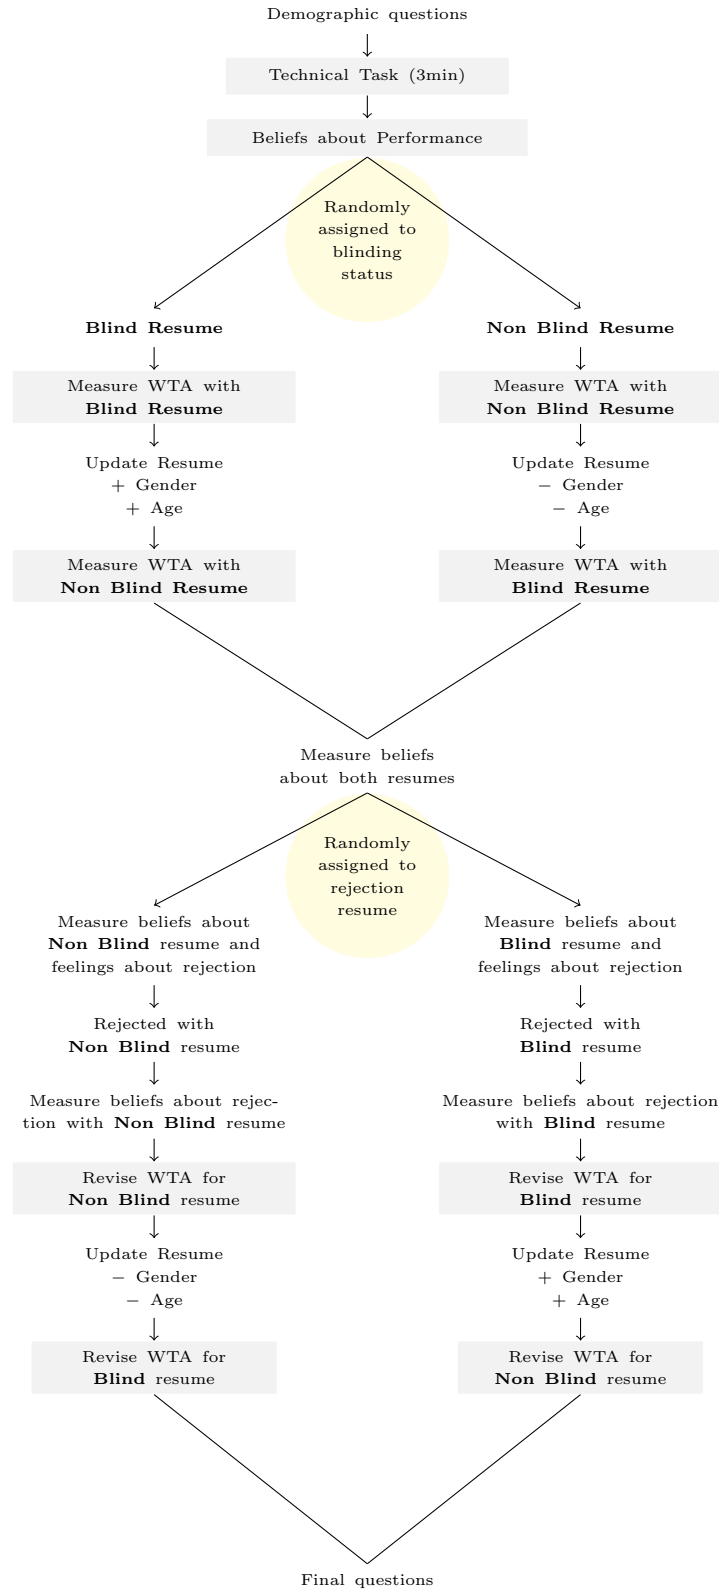 Demographic questions
Technical Task (3min)
Beliefs about Performance
Randomly
assigned to
blinding
status
Blind Resume
Measure WTA with
Blind Resume
Update Resume
+ Gender
+ Age
Measure WTA with
Non Blind Resume
Non Blind Resume
Measure WTA with
Non Blind Resume
Update Resume
− Gender
− Age
Measure WTA with
Blind Resume
Measure beliefs
about both resumes
Randomly
assigned to
rejection
resume
Measure beliefs about
Non Blind resume and
feelings about rejection
Rejected with
Non Blind resume
Measure beliefs about rejec-
tion with Non Blind resume
Revise WTA for
Non Blind resume
Update Resume
− Gender
− Age
Revise WTA for
Blind resume
Measure beliefs about
Blind resume and
feelings about rejection
Rejected with
Blind resume
Measure beliefs about rejection
with Blind resume
Revise WTA for
Blind resume
Update Resume
+ Gender
+ Age
Revise WTA for
Non Blind resume
Final questions